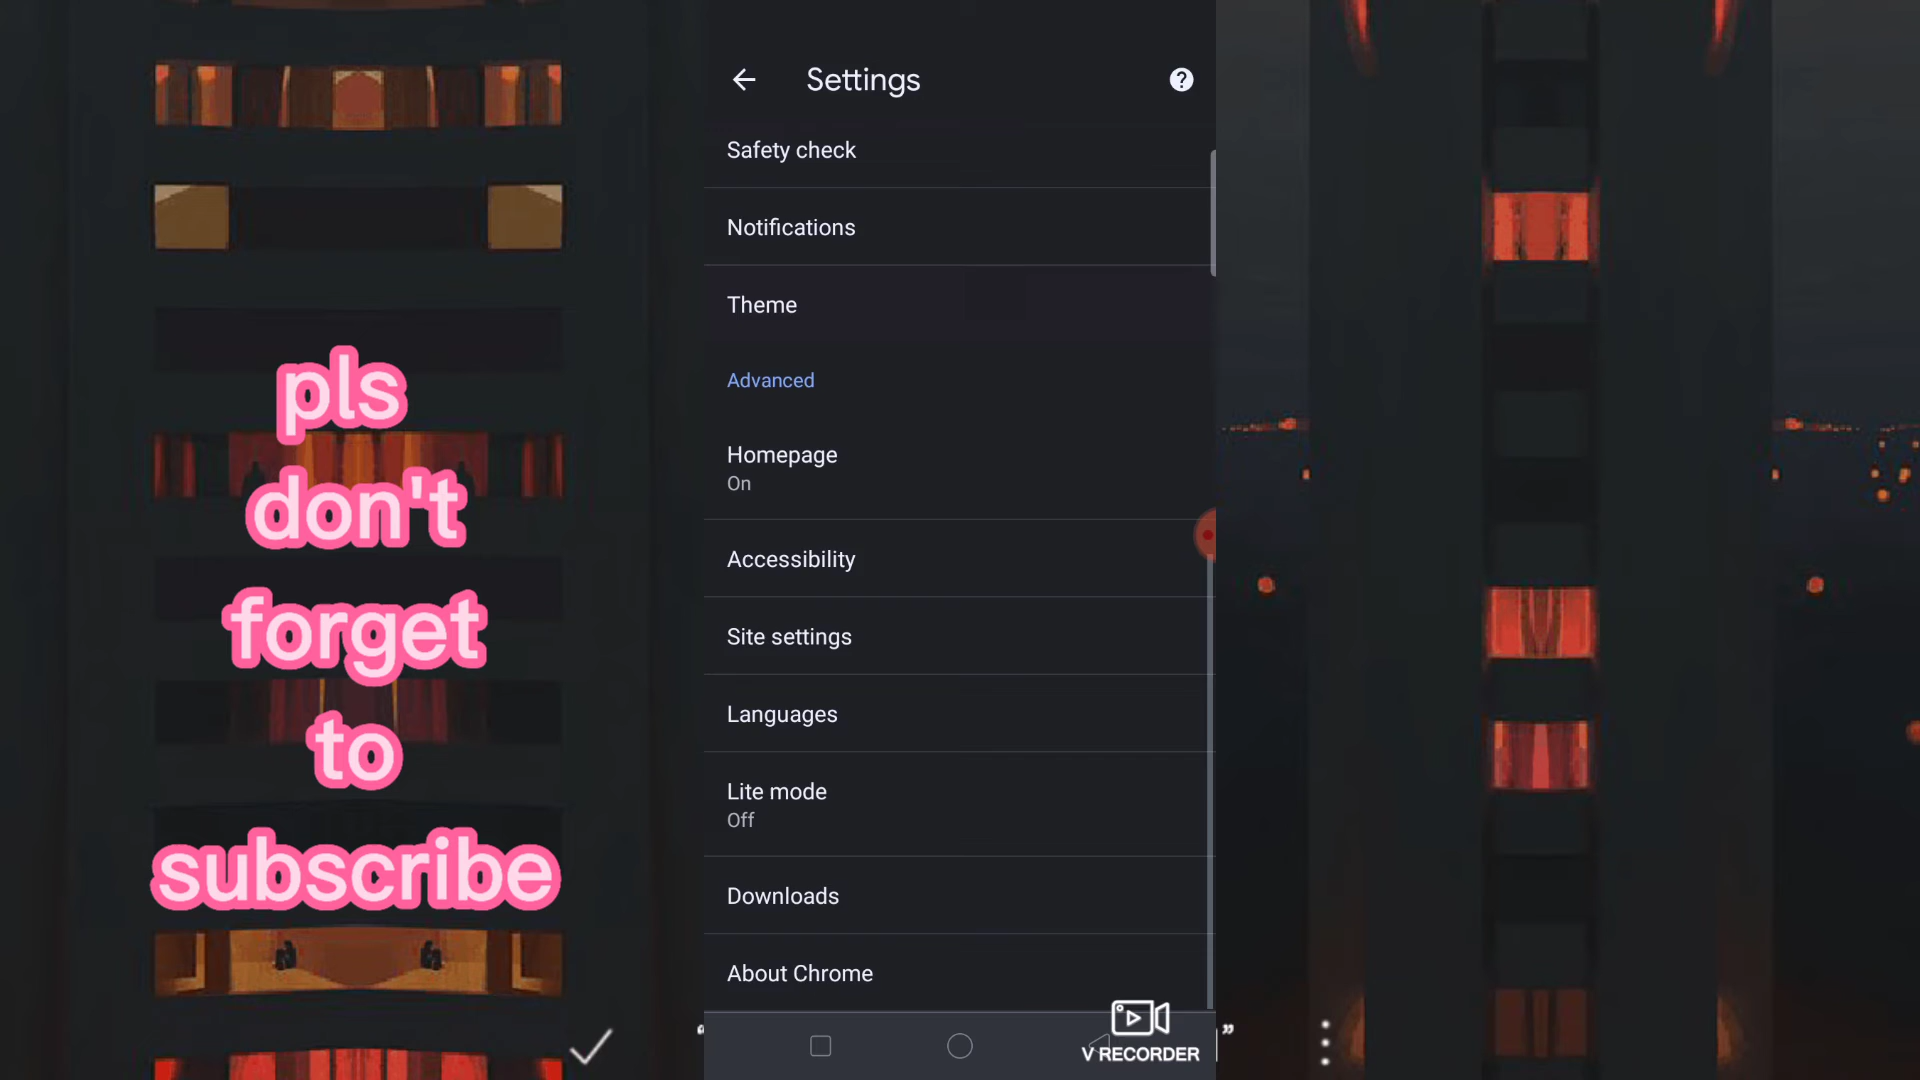 pls
don't
forget
to
subscribe
Settings
Safety check
Notifications
Theme
Advanced
Homepage
On
Accessibility
Site settings
Languages
Lite mode
Off
Downloads
About Chrome
“ ”
V RECORDER